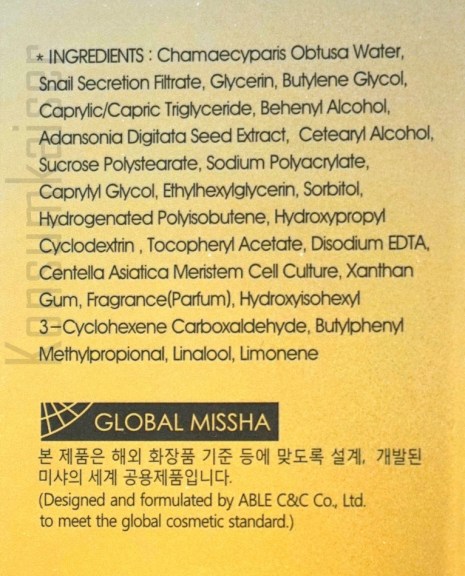 * INGREDIENTS : Chamaecyparis Obtusa Water,
Snail Secretion Filtrate, Glycerin, Butylene Glycol,
Caprylic/Capric Triglyceride, Behenyl Alcohol,
Adansonia Digitata Seed Extract, Cetearyl Alcohol,
Sucrose Polystearate, Sodium Polyacrylate,
Caprylyl Glycol, Ethylhexylglycerin, Sorbitol,
Hydrogenated Polyisobutene, Hydroxypropyl
Cyclodextrin , Tocopheryl Acetate, Disodium EDTA,
Centella Asiatica Meristem Cell Culture, Xanthan
Gum, Fragrance(Parfum), Hydroxyisohexyl
3-Cyclohexene Carboxaldehyde, Butylphenyl
Methylpropional, Linalool, Limonene
GLOBAL MISSHA
본 제품은 해외 화장품 기준 등에 맞도록 설계, 개발된
미샤의 세계 공용제품입니다.
(Designed and formulated by ABLE C&C Co., Ltd.
to meet the global cosmetic standard.)
Konsumkaiser